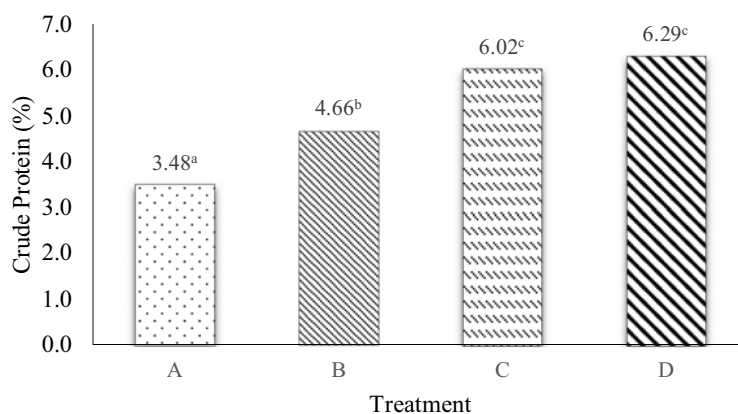 7.0
6.0
5.0
4.0
3.0
2.0
1.0
0.0
Crude Protein (%)
3.48ᵃ
4.66ᵇ
6.02ᶜ
6.29ᶜ
A B C D
Treatment